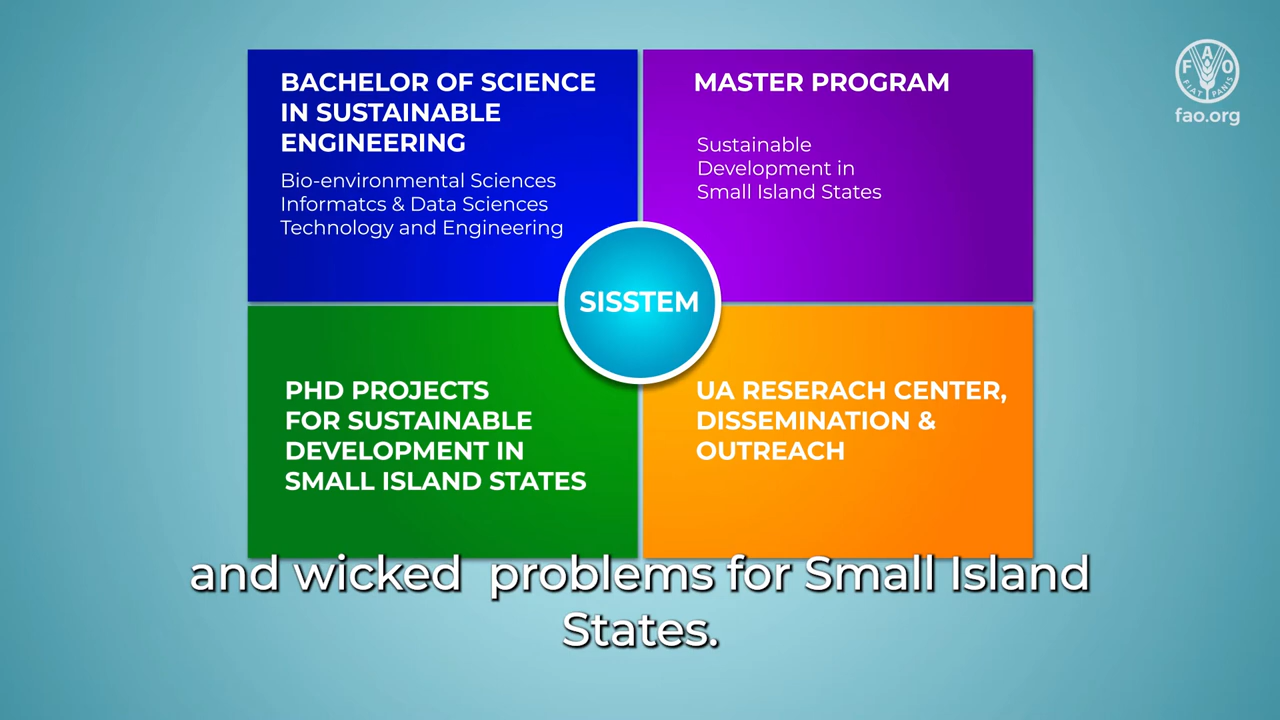 BACHELOR OF SCIENCE
IN SUSTAINABLE
ENGINEERING
Bio-environmental Sciences
Informatcs & Data Sciences
Technology and Engineering
MASTER PROGRAM
Sustainable
Development in
Small Island States
SISSTEM
PHD PROJECTS
FOR SUSTAINABLE
DEVELOPMENT IN
SMALL ISLAND STATES
UA RESERACH CENTER,
DISSEMINATION &
OUTREACH
and wicked problems for Small Island
States.
F A O
FIAT PANIS
fao.org